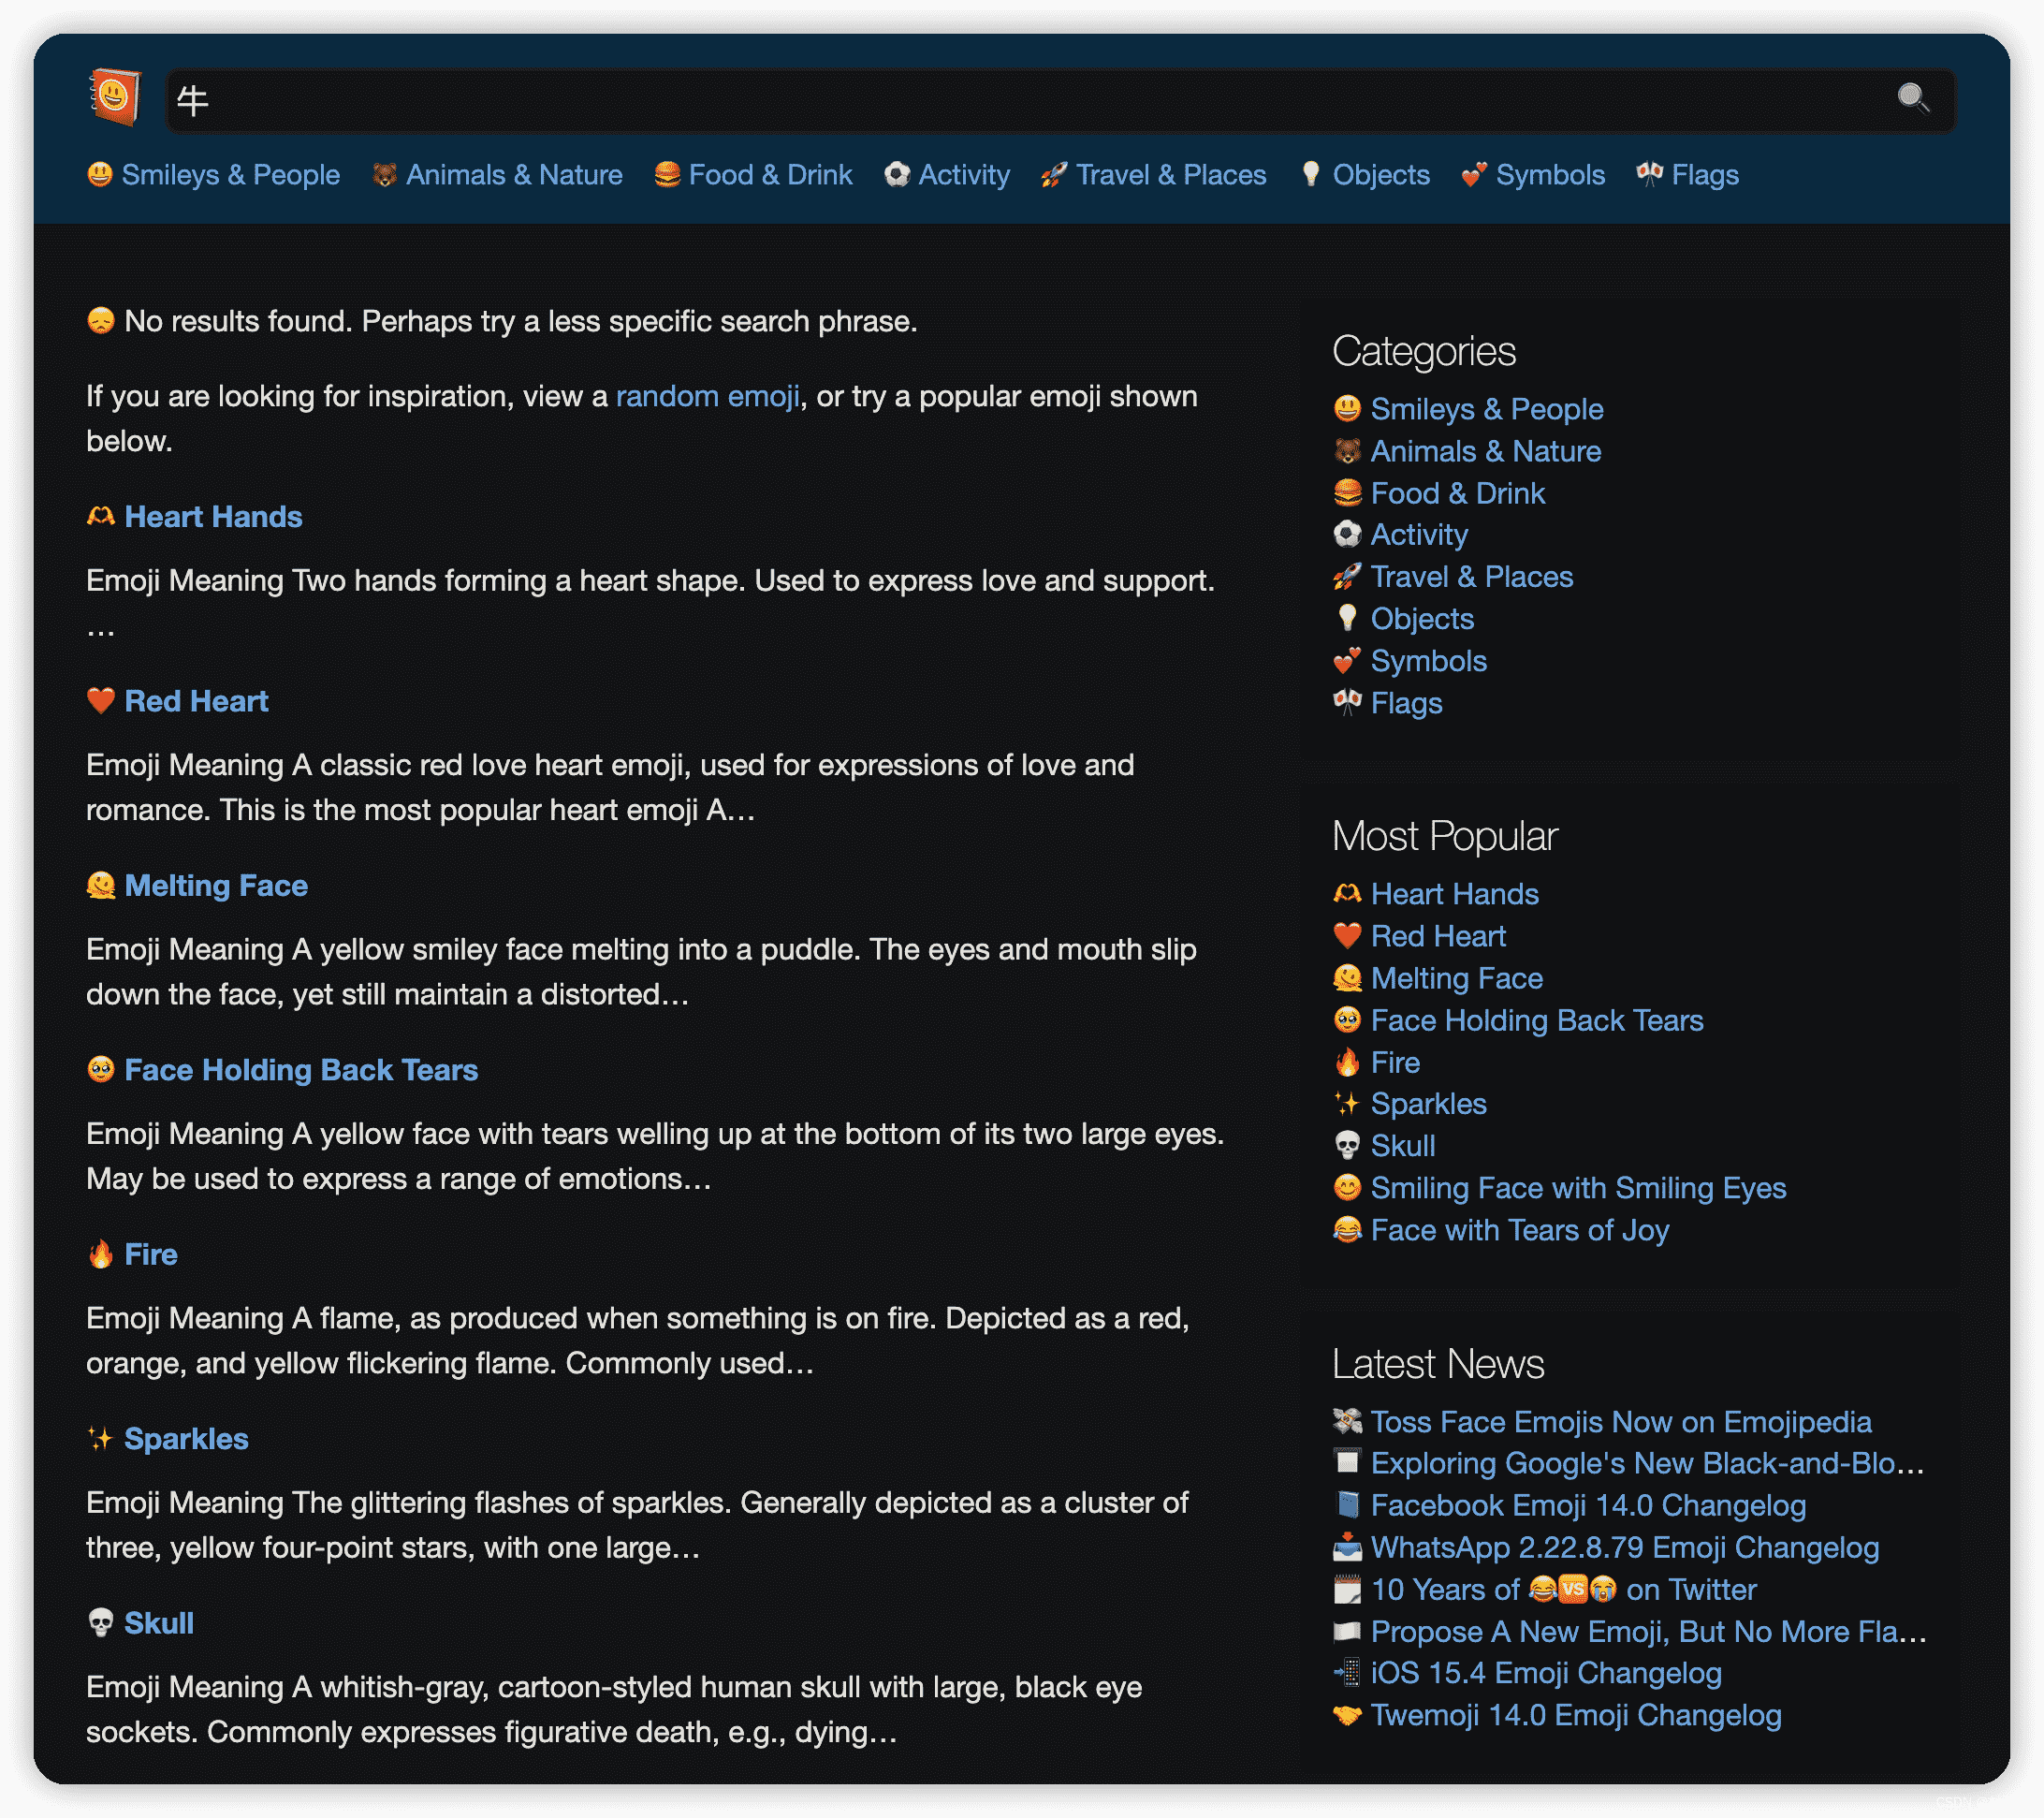 牛
😃 Smileys & People 🐻 Animals & Nature 🍔 Food & Drink ⚽ Activity 🚀 Travel & Places 💡 Objects 💕 Symbols 🎌 Flags
😞 No results found. Perhaps try a less specific search phrase.
If you are looking for inspiration, view a random emoji, or try a popular emoji shown
below.
🫶 Heart Hands
Emoji Meaning Two hands forming a heart shape. Used to express love and support.
…
❤️ Red Heart
Emoji Meaning A classic red love heart emoji, used for expressions of love and
romance. This is the most popular heart emoji A…
🫠 Melting Face
Emoji Meaning A yellow smiley face melting into a puddle. The eyes and mouth slip
down the face, yet still maintain a distorted…
🥹 Face Holding Back Tears
Emoji Meaning A yellow face with tears welling up at the bottom of its two large eyes.
May be used to express a range of emotions…
🔥 Fire
Emoji Meaning A flame, as produced when something is on fire. Depicted as a red,
orange, and yellow flickering flame. Commonly used…
✨ Sparkles
Emoji Meaning The glittering flashes of sparkles. Generally depicted as a cluster of
three, yellow four-point stars, with one large…
💀 Skull
Emoji Meaning A whitish-gray, cartoon-styled human skull with large, black eye
sockets. Commonly expresses figurative death, e.g., dying…
Categories
😃 Smileys & People
🐻 Animals & Nature
🍔 Food & Drink
⚽ Activity
🚀 Travel & Places
💡 Objects
💕 Symbols
🎌 Flags
Most Popular
🫶 Heart Hands
❤️ Red Heart
🫠 Melting Face
🥹 Face Holding Back Tears
🔥 Fire
✨ Sparkles
💀 Skull
😊 Smiling Face with Smiling Eyes
😂 Face with Tears of Joy
Latest News
💸 Toss Face Emojis Now on Emojipedia
Exploring Google's New Black-and-Blo…
📘 Facebook Emoji 14.0 Changelog
📥 WhatsApp 2.22.8.79 Emoji Changelog
🗓 10 Years of 😂🆚😭 on Twitter
🏳 Propose A New Emoji, But No More Fla…
📲 iOS 15.4 Emoji Changelog
🤝 Twemoji 14.0 Emoji Changelog